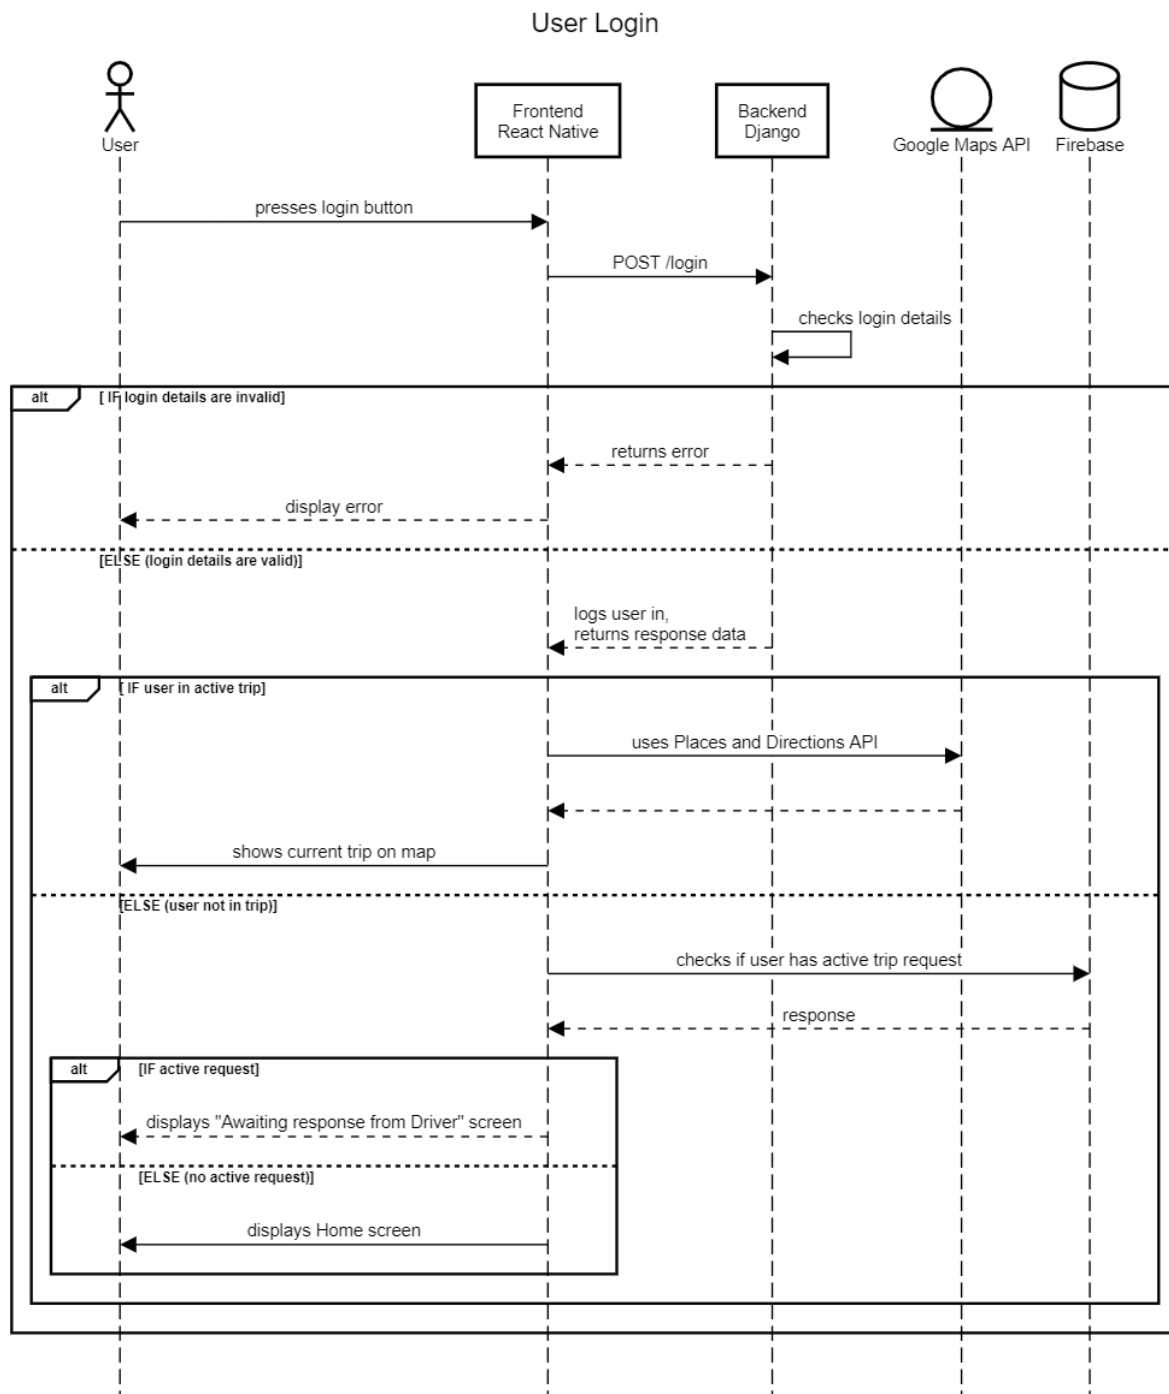 User Login
User
Frontend
React Native
Backend
Django
Google Maps API
Firebase
presses login button
POST /login
checks login details
alt
[ IF login details are invalid]
returns error
display error
[ELSE (login details are valid)]
logs user in,
returns response data
alt
[ IF user in active trip]
uses Places and Directions API
shows current trip on map
[ELSE (user not in trip)]
checks if user has active trip request
response
alt
[IF active request]
displays "Awaiting response from Driver" screen
[ELSE (no active request)]
displays Home screen